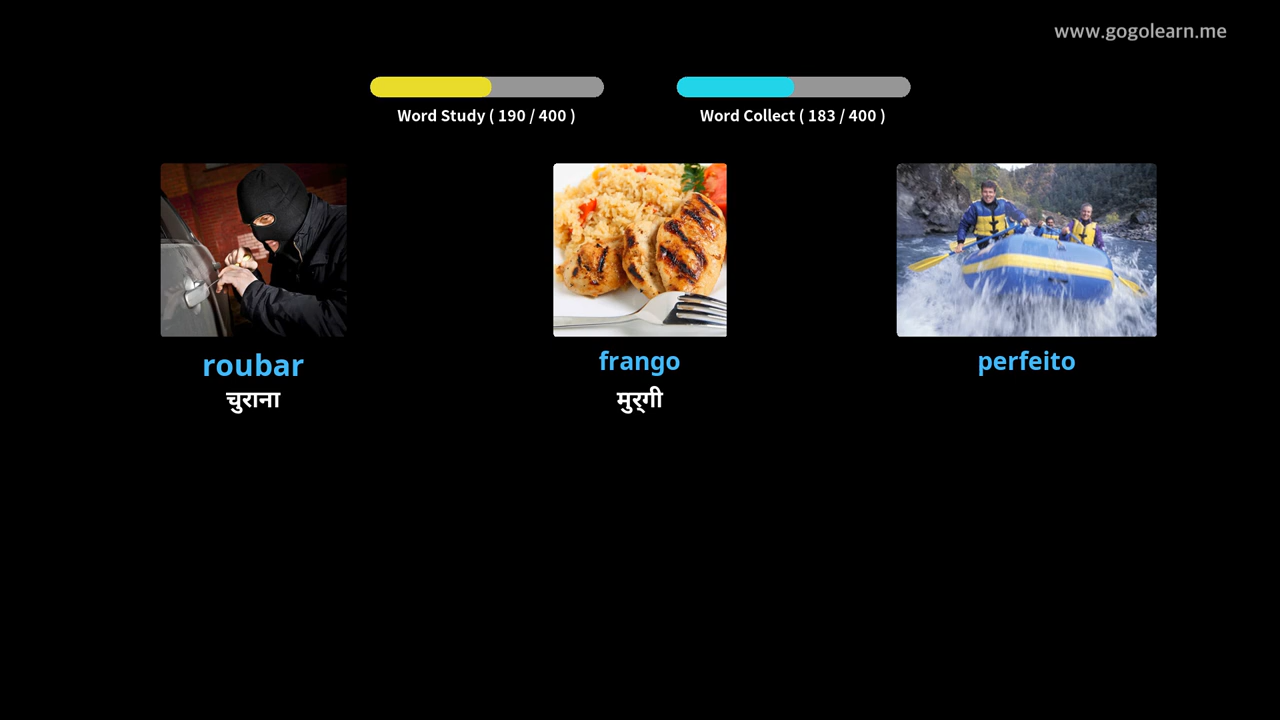 www.gogolearn.me
Word Study ( 190 / 400 )
Word Collect ( 183 / 400 )
roubar
चुराना
frango
मुर्गी
perfeito